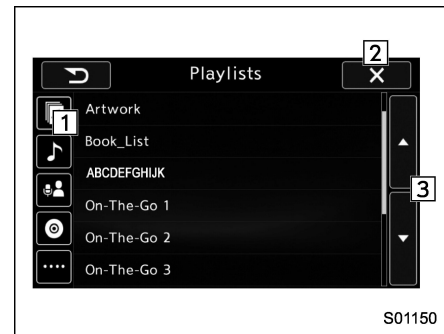 2
Playlists
1
Artwork
Book_List
ABCDEFGHIJK
On-The-Go 1
3
On-The-Go 2
On-The-Go 3
S01150